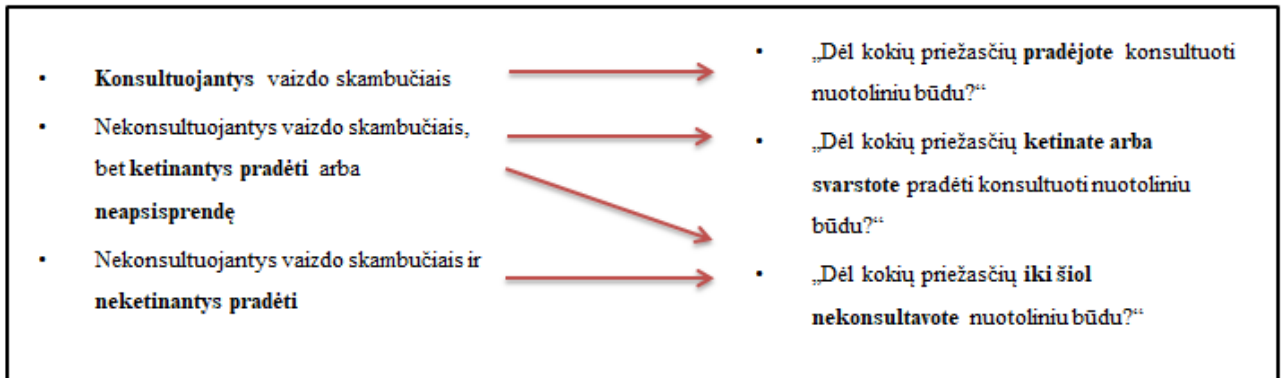 • Konsultuojantys vaizdo skambučiais
• Nekonsultuojantys vaizdo skambučiais,
bet ketinantys pradėti arba
neapsisprendę
• Nekonsultuojantys vaizdo skambučiais ir
neketinantys pradėti
• „Dėl kokių priežasčių pradėjote konsultuoti
nuotoliniu būdu?“
• „Dėl kokių priežasčių ketinate arba
svarstote pradėti konsultuoti nuotoliniu
būdu?“
• „Dėl kokių priežasčių iki šiol
nekonsultavote nuotoliniu būdu?“